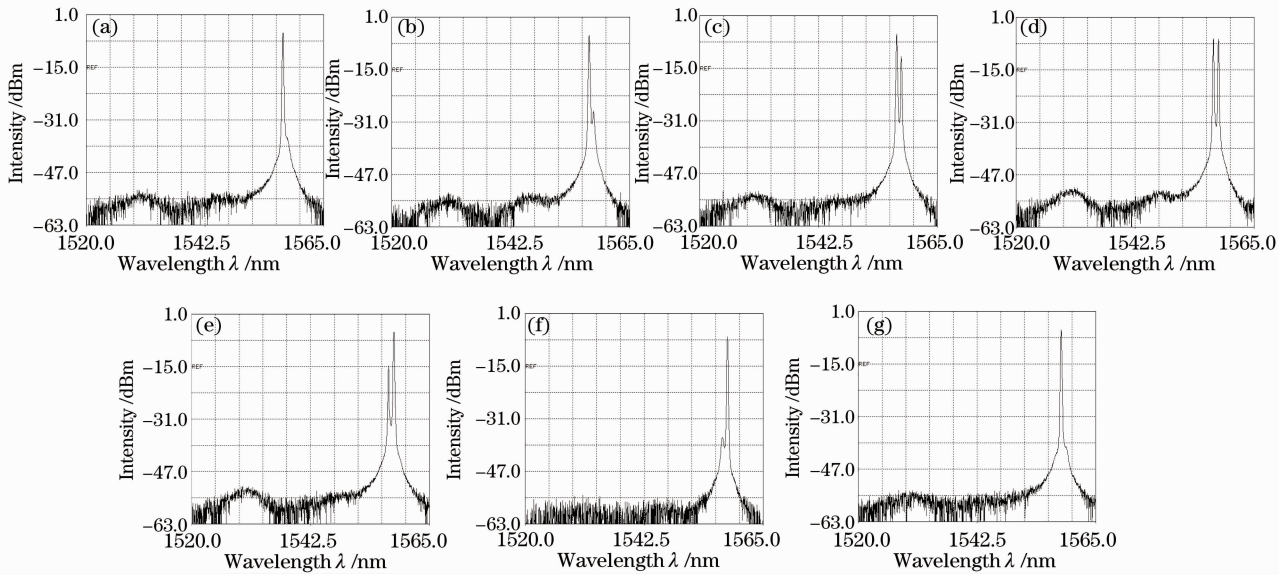 (a)
1.0
−15.0
−31.0
−47.0
−63.0
REF
Intensity /dBm
1520.0 1542.5 1565.0
Wavelength λ /nm
(b)
1.0
−15.0
−31.0
−47.0
−63.0
REF
Intensity /dBm
1520.0 1542.5 1565.0
Wavelength λ /nm
(c)
1.0
−15.0
−31.0
−47.0
−63.0
REF
Intensity /dBm
1520.0 1542.5 1565.0
Wavelength λ /nm
(d)
1.0
−15.0
−31.0
−47.0
−63.0
REF
Intensity /dBm
1520.0 1542.5 1565.0
Wavelength λ /nm
(e)
1.0
−15.0
−31.0
−47.0
−63.0
REF
Intensity /dBm
1520.0 1542.5 1565.0
Wavelength λ /nm
(f)
1.0
−15.0
−31.0
−47.0
−63.0
REF
Intensity /dBm
1520.0 1542.5 1565.0
Wavelength λ /nm
(g)
1.0
−15.0
−31.0
−47.0
−63.0
REF
Intensity /dBm
1520.0 1542.5 1565.0
Wavelength λ /nm